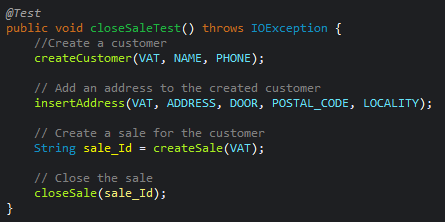 @Test
public void closeSaleTest() throws IOException {
    //Create a customer
    createCustomer(VAT, NAME, PHONE);

    // Add an address to the created customer
    insertAddress(VAT, ADDRESS, DOOR, POSTAL_CODE, LOCALITY);

    // Create a sale for the customer
    String sale_Id = createSale(VAT);

    // Close the sale
    closeSale(sale_Id);
}